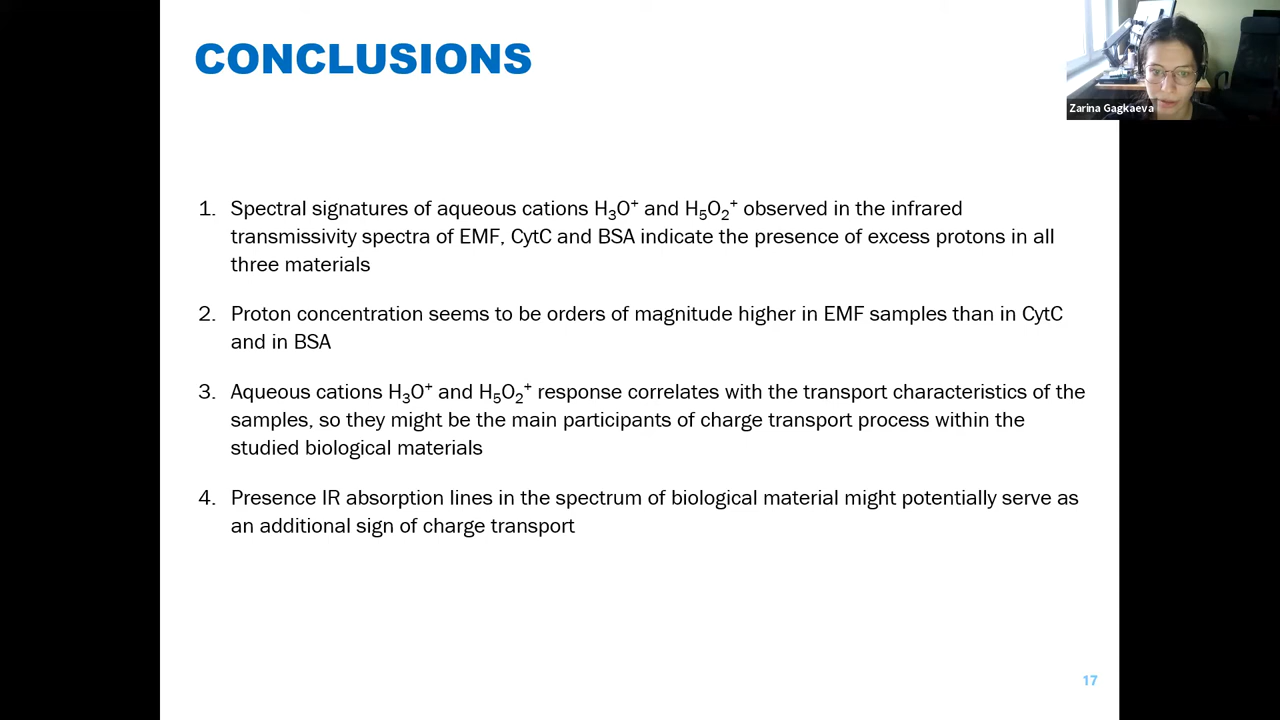 CONCLUSIONS
Zarina Gagkaeva
1. Spectral signatures of aqueous cations H₃O⁺ and H₅O₂⁺ observed in the infrared
transmissivity spectra of EMF, CytC and BSA indicate the presence of excess protons in all
three materials
2. Proton concentration seems to be orders of magnitude higher in EMF samples than in CytC
and in BSA
3. Aqueous cations H₃O⁺ and H₅O₂⁺ response correlates with the transport characteristics of the
samples, so they might be the main participants of charge transport process within the
studied biological materials
4. Presence IR absorption lines in the spectrum of biological material might potentially serve as
an additional sign of charge transport
17